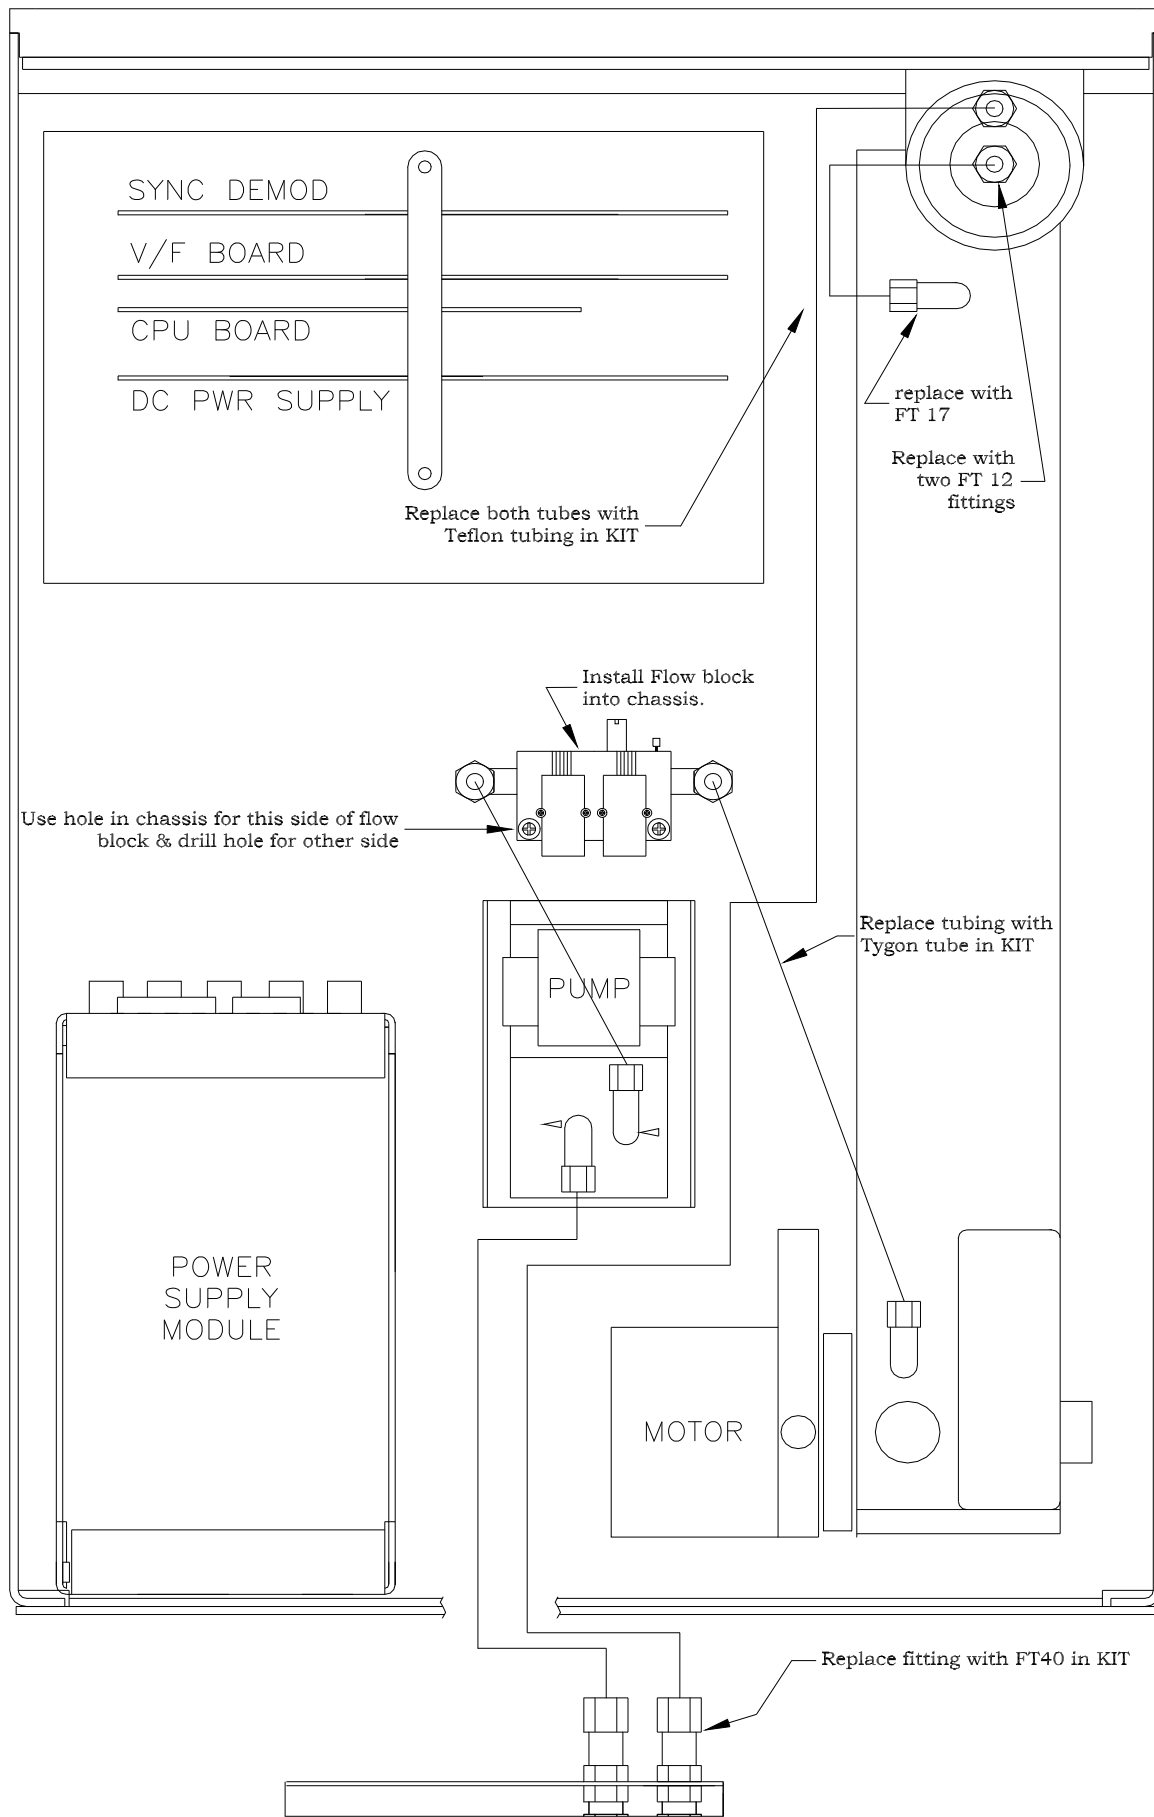 SYNC DEMOD
V/F BOARD
CPU BOARD
DC PWR SUPPLY
replace with
FT 17
Replace with
two FT 12
fittings
Replace both tubes with
Teflon tubing in KIT
Install Flow block
into chassis.
Use hole in chassis for this side of flow
block & drill hole for other side
Replace tubing with
Tygon tube in KIT
PUMP
POWER
SUPPLY
MODULE
MOTOR
Replace fitting with FT40 in KIT